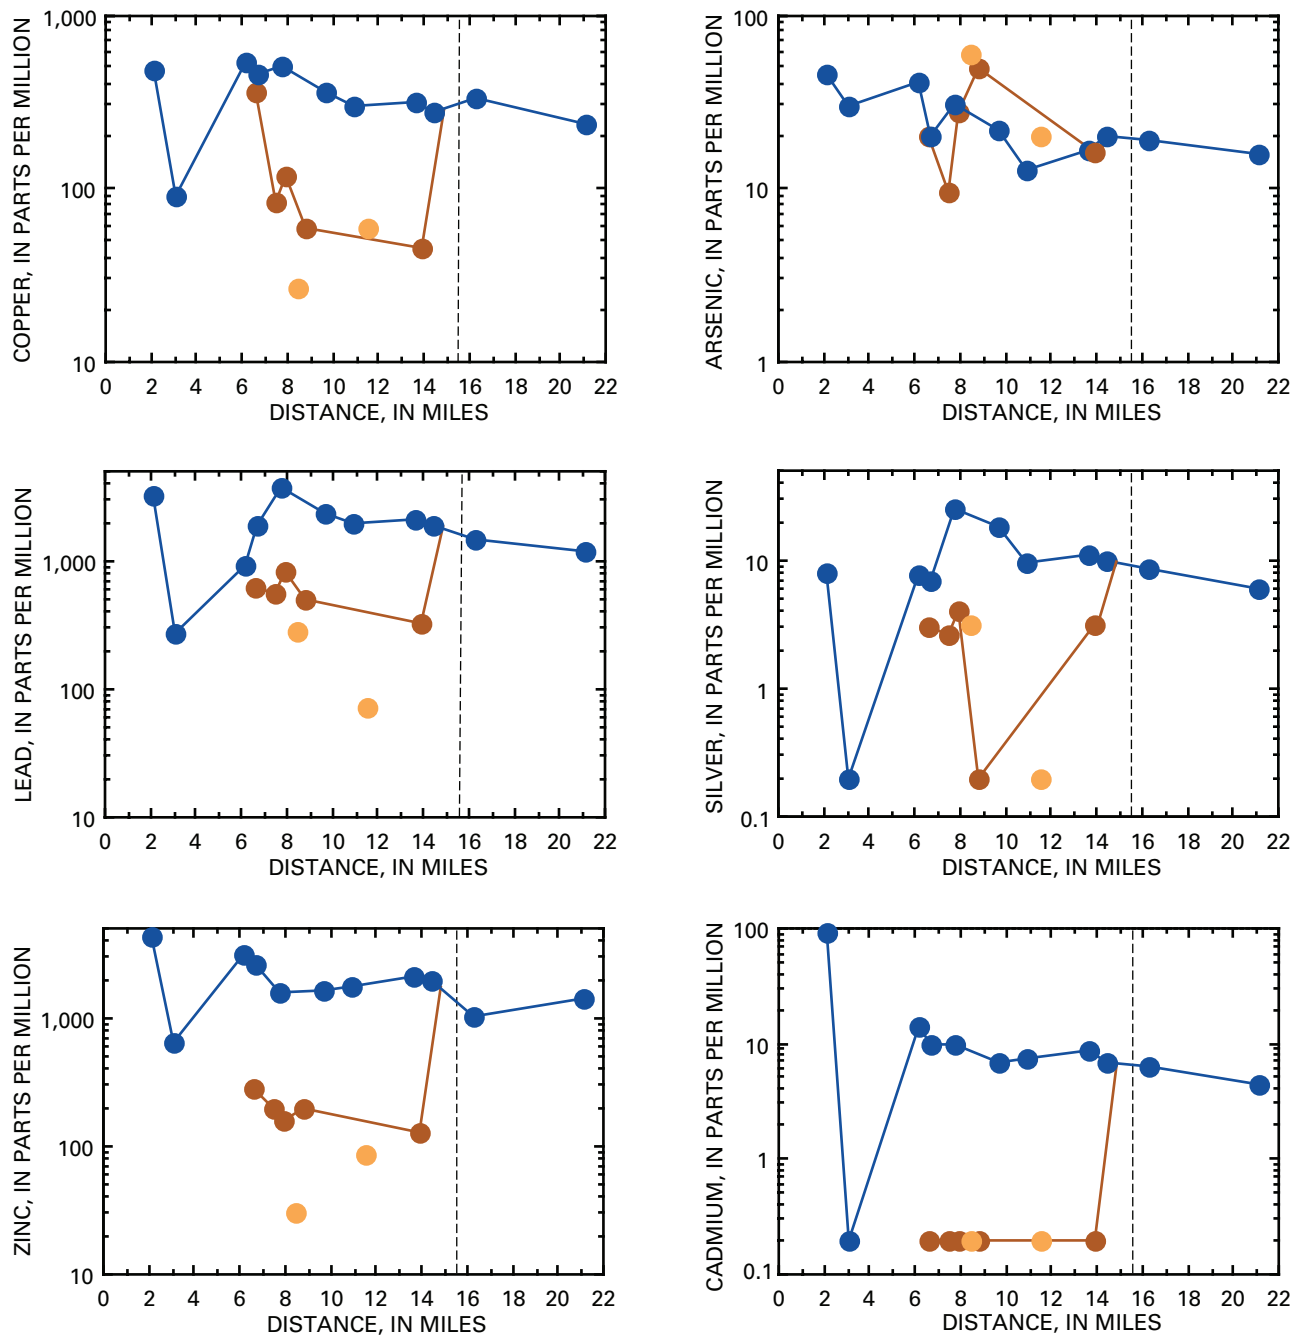 COPPER, IN PARTS PER MILLION
1,000
100
10
0 2 4 6 8 10 12 14 16 18 20 22
DISTANCE, IN MILES
ARSENIC, IN PARTS PER MILLION
100
10
1
0 2 4 6 8 10 12 14 16 18 20 22
DISTANCE, IN MILES
LEAD, IN PARTS PER MILLION
1,000
100
10
0 2 4 6 8 10 12 14 16 18 20 22
DISTANCE, IN MILES
SILVER, IN PARTS PER MILLION
10
1
0.1
0 2 4 6 8 10 12 14 16 18 20 22
DISTANCE, IN MILES
ZINC, IN PARTS PER MILLION
1,000
100
10
0 2 4 6 8 10 12 14 16 18 20 22
DISTANCE, IN MILES
CADMIUM, IN PARTS PER MILLION
100
10
1
0.1
0 2 4 6 8 10 12 14 16 18 20 22
DISTANCE, IN MILES